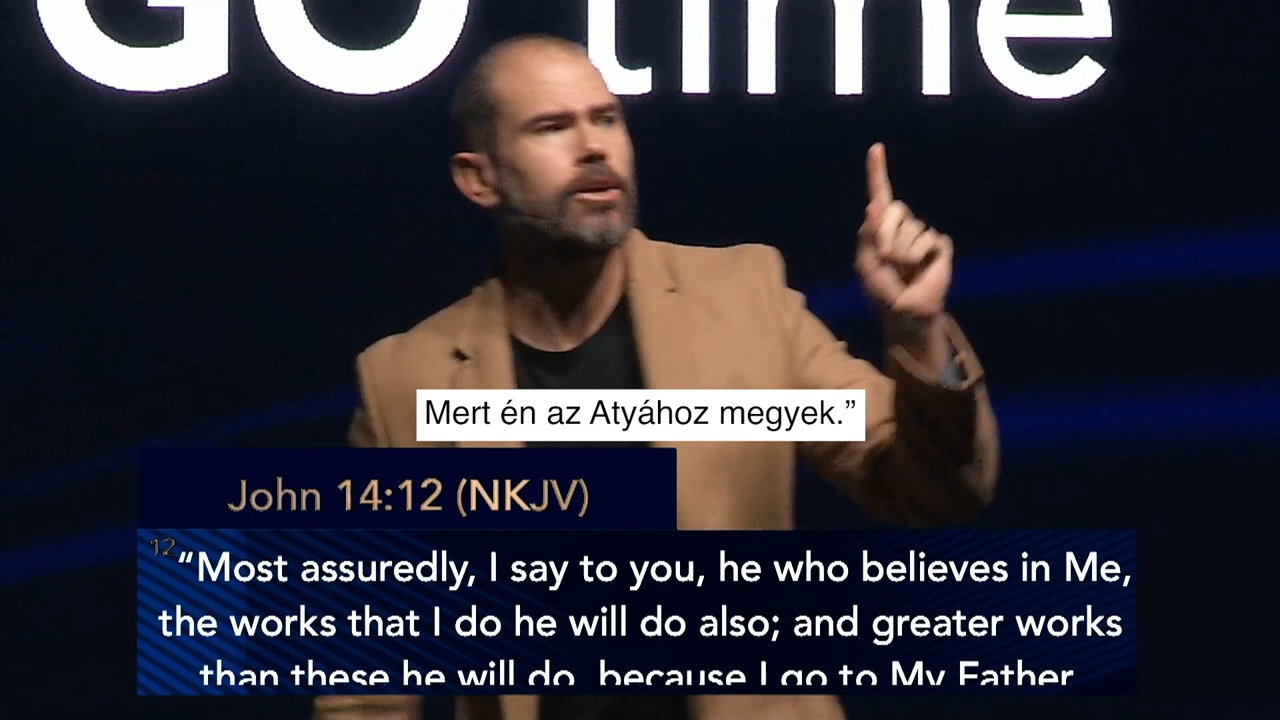 GO time
Mert én az Atyához megyek.”
John 14:12 (NKJV)
12 “Most assuredly, I say to you, he who believes in Me,
the works that I do he will do also; and greater works
than these he will do, because I go to My Father